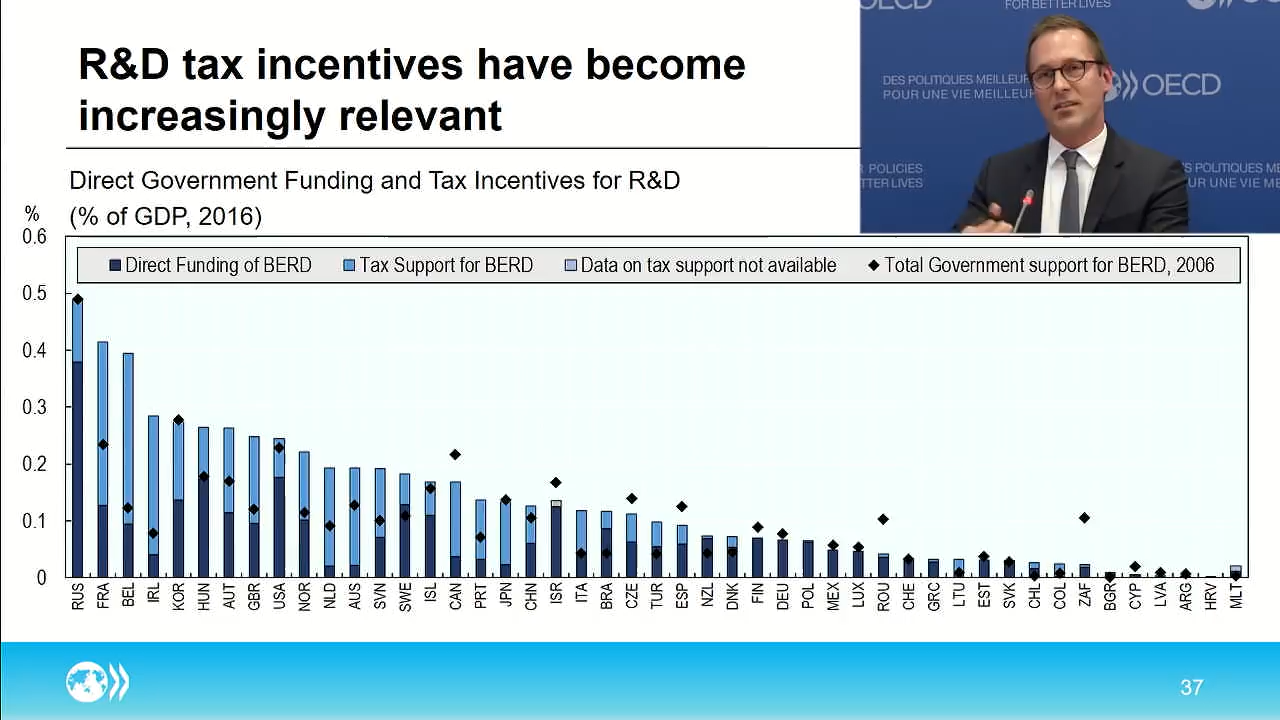 R&D tax incentives have become
increasingly relevant
OECD
FOR BETTER LIVES
DES POLITIQUES MEILLEUR
POUR UNE VIE MEILLEUR
OECD
POLICIES
TTER LIVES
S POLITIQUES ME
UR UNE VIE ME
Direct Government Funding and Tax Incentives for R&D
(% of GDP, 2016)
%
0.6
0.5
0.4
0.3
0.2
0.1
0
Direct Funding of BERD Tax Support for BERD Data on tax support not available Total Government support for BERD, 2006
RUS FRA BEL IRL KOR HUN AUT GBR USA NOR NLD AUS SVN SWE ISL CAN PRT JPN CHN ISR ITA BRA CZE TUR ESP NZL DNK FIN DEU POL MEX LUX ROU CHE GRC LTU EST SVK CHL COL ZAF BGR CYP LVA ARG HRV MLT
37